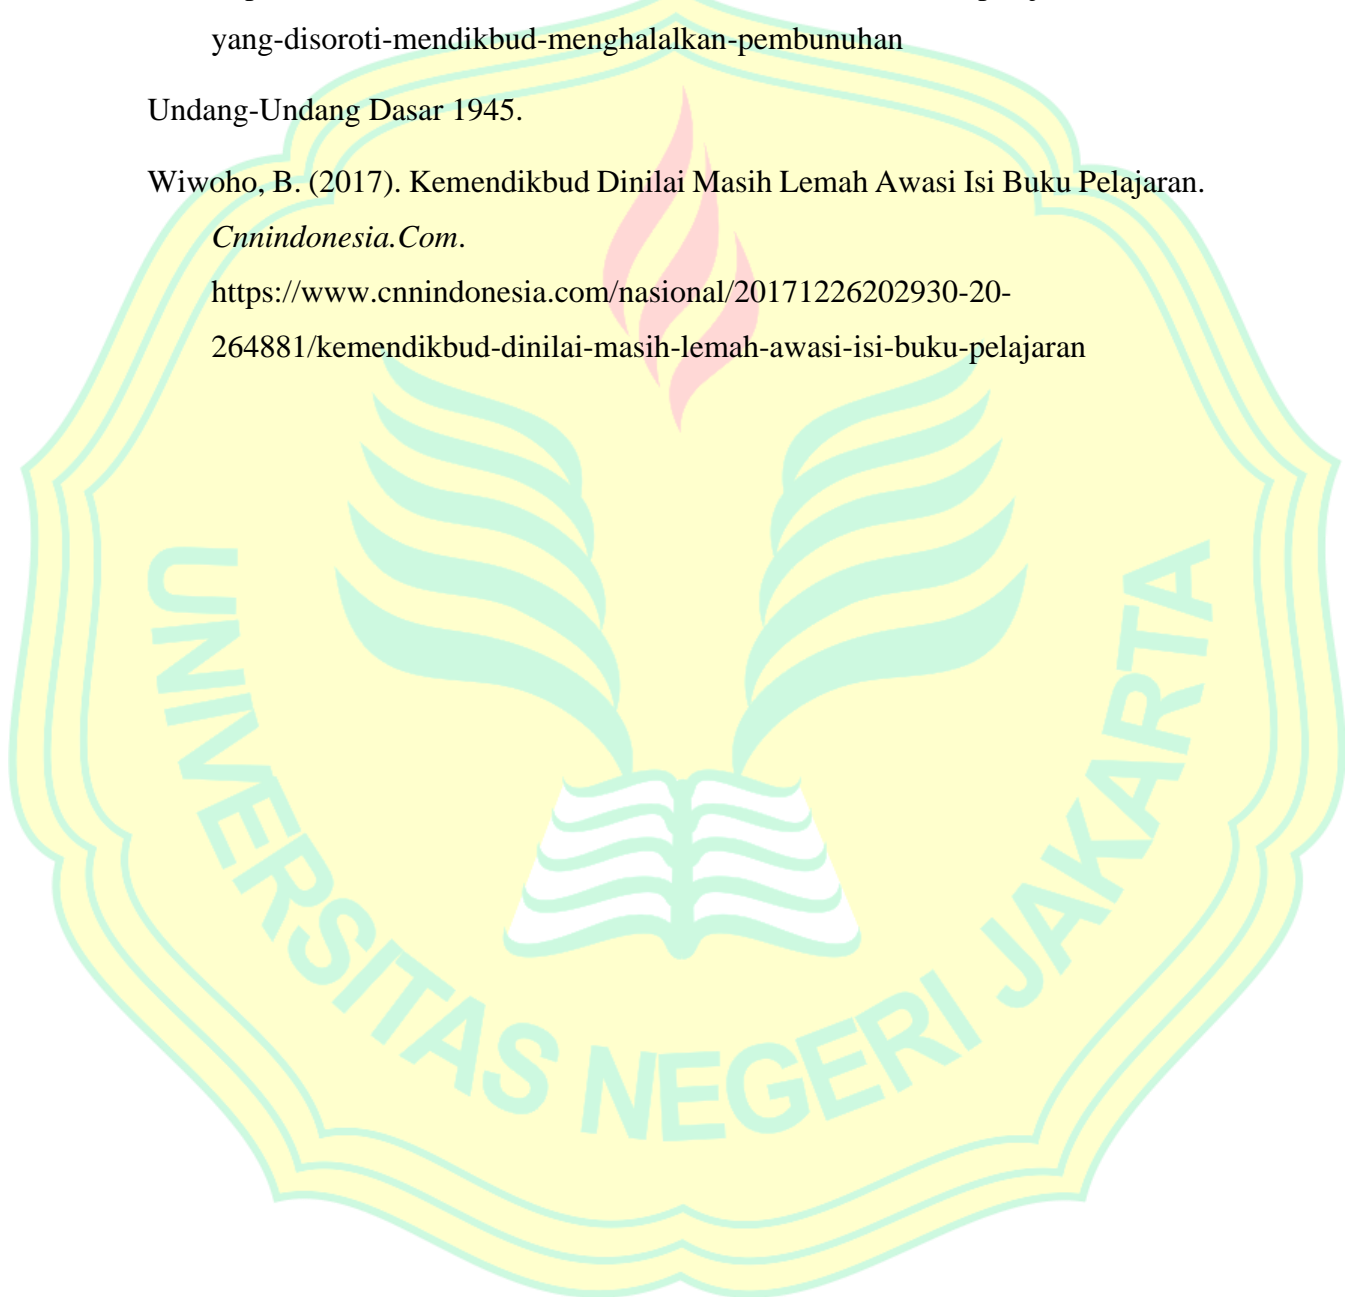 yang-disoroti-mendikbud-menghalalkan-pembunuhan
Undang-Undang Dasar 1945.
Wiwoho, B. (2017). Kemendikbud Dinilai Masih Lemah Awasi Isi Buku Pelajaran.
Cnnindonesia.Com.
https://www.cnnindonesia.com/nasional/20171226202930-20-
264881/kemendikbud-dinilai-masih-lemah-awasi-isi-buku-pelajaran
UNIVERSITAS NEGERI JAKARTA